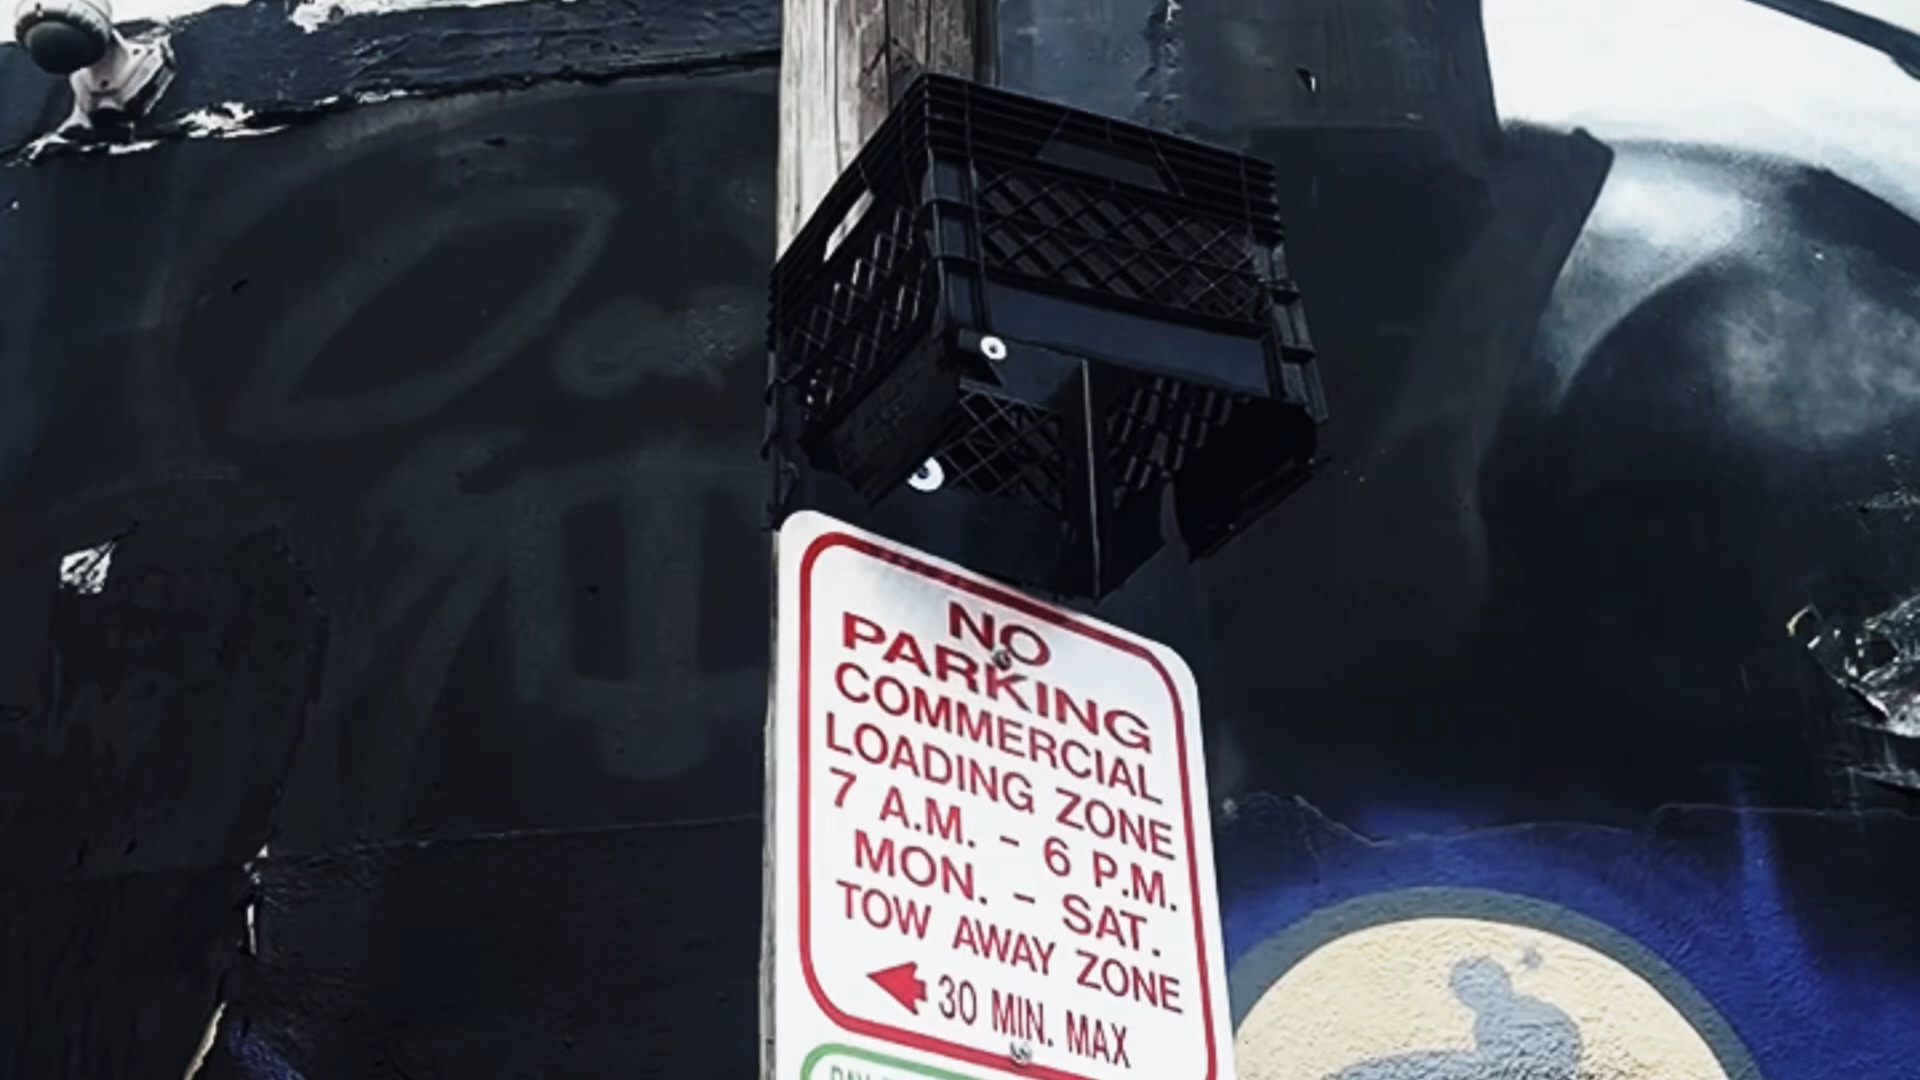 NO
PARKING
COMMERCIAL
LOADING ZONE
7 A.M. - 6 P.M.
MON. - SAT.
TOW AWAY ZONE
30 MIN. MAX